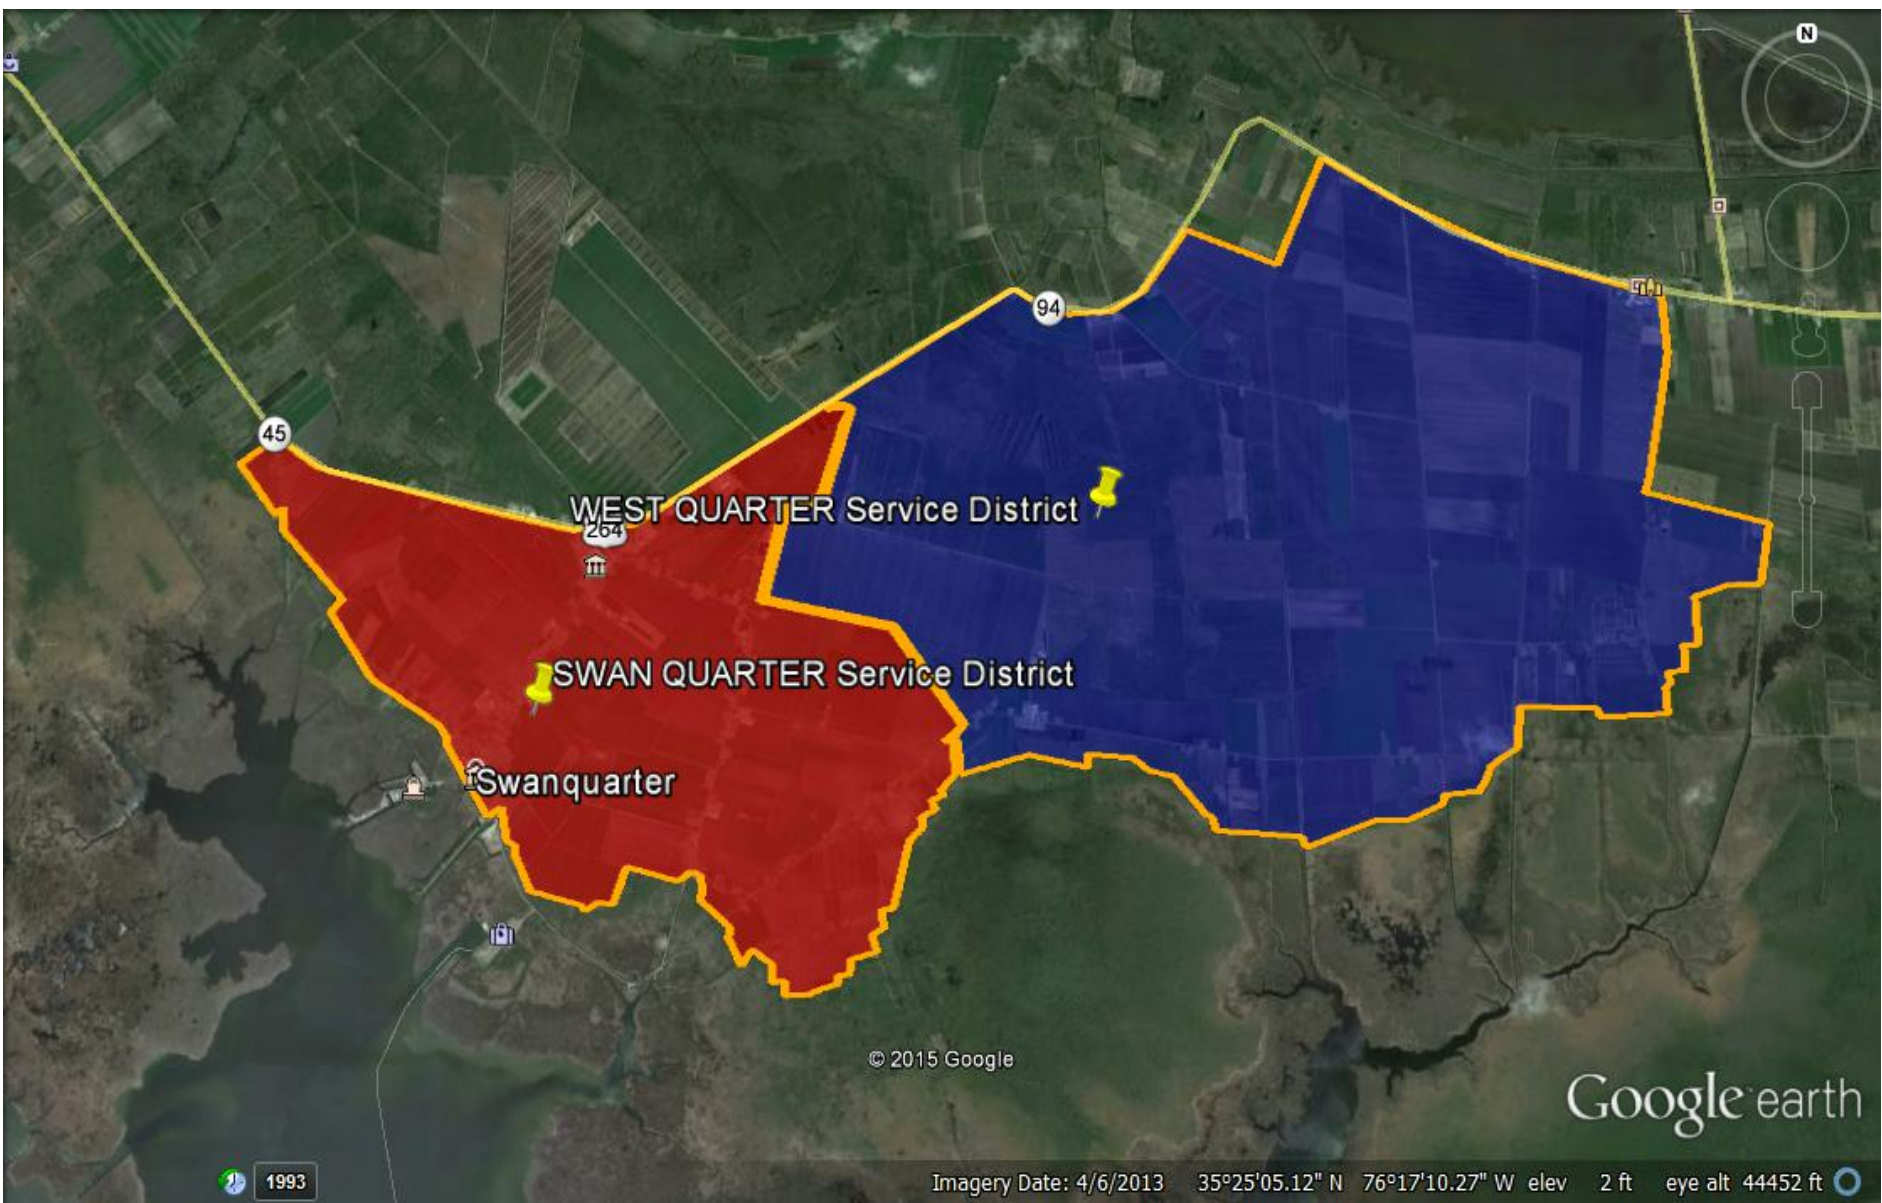 N
94
45
WEST QUARTER Service District
264
SWAN QUARTER Service District
Swanquarter
© 2015 Google
Google earth
1993
Imagery Date: 4/6/2013 35°25'05.12" N 76°17'10.27" W elev 2 ft eye alt 44452 ft